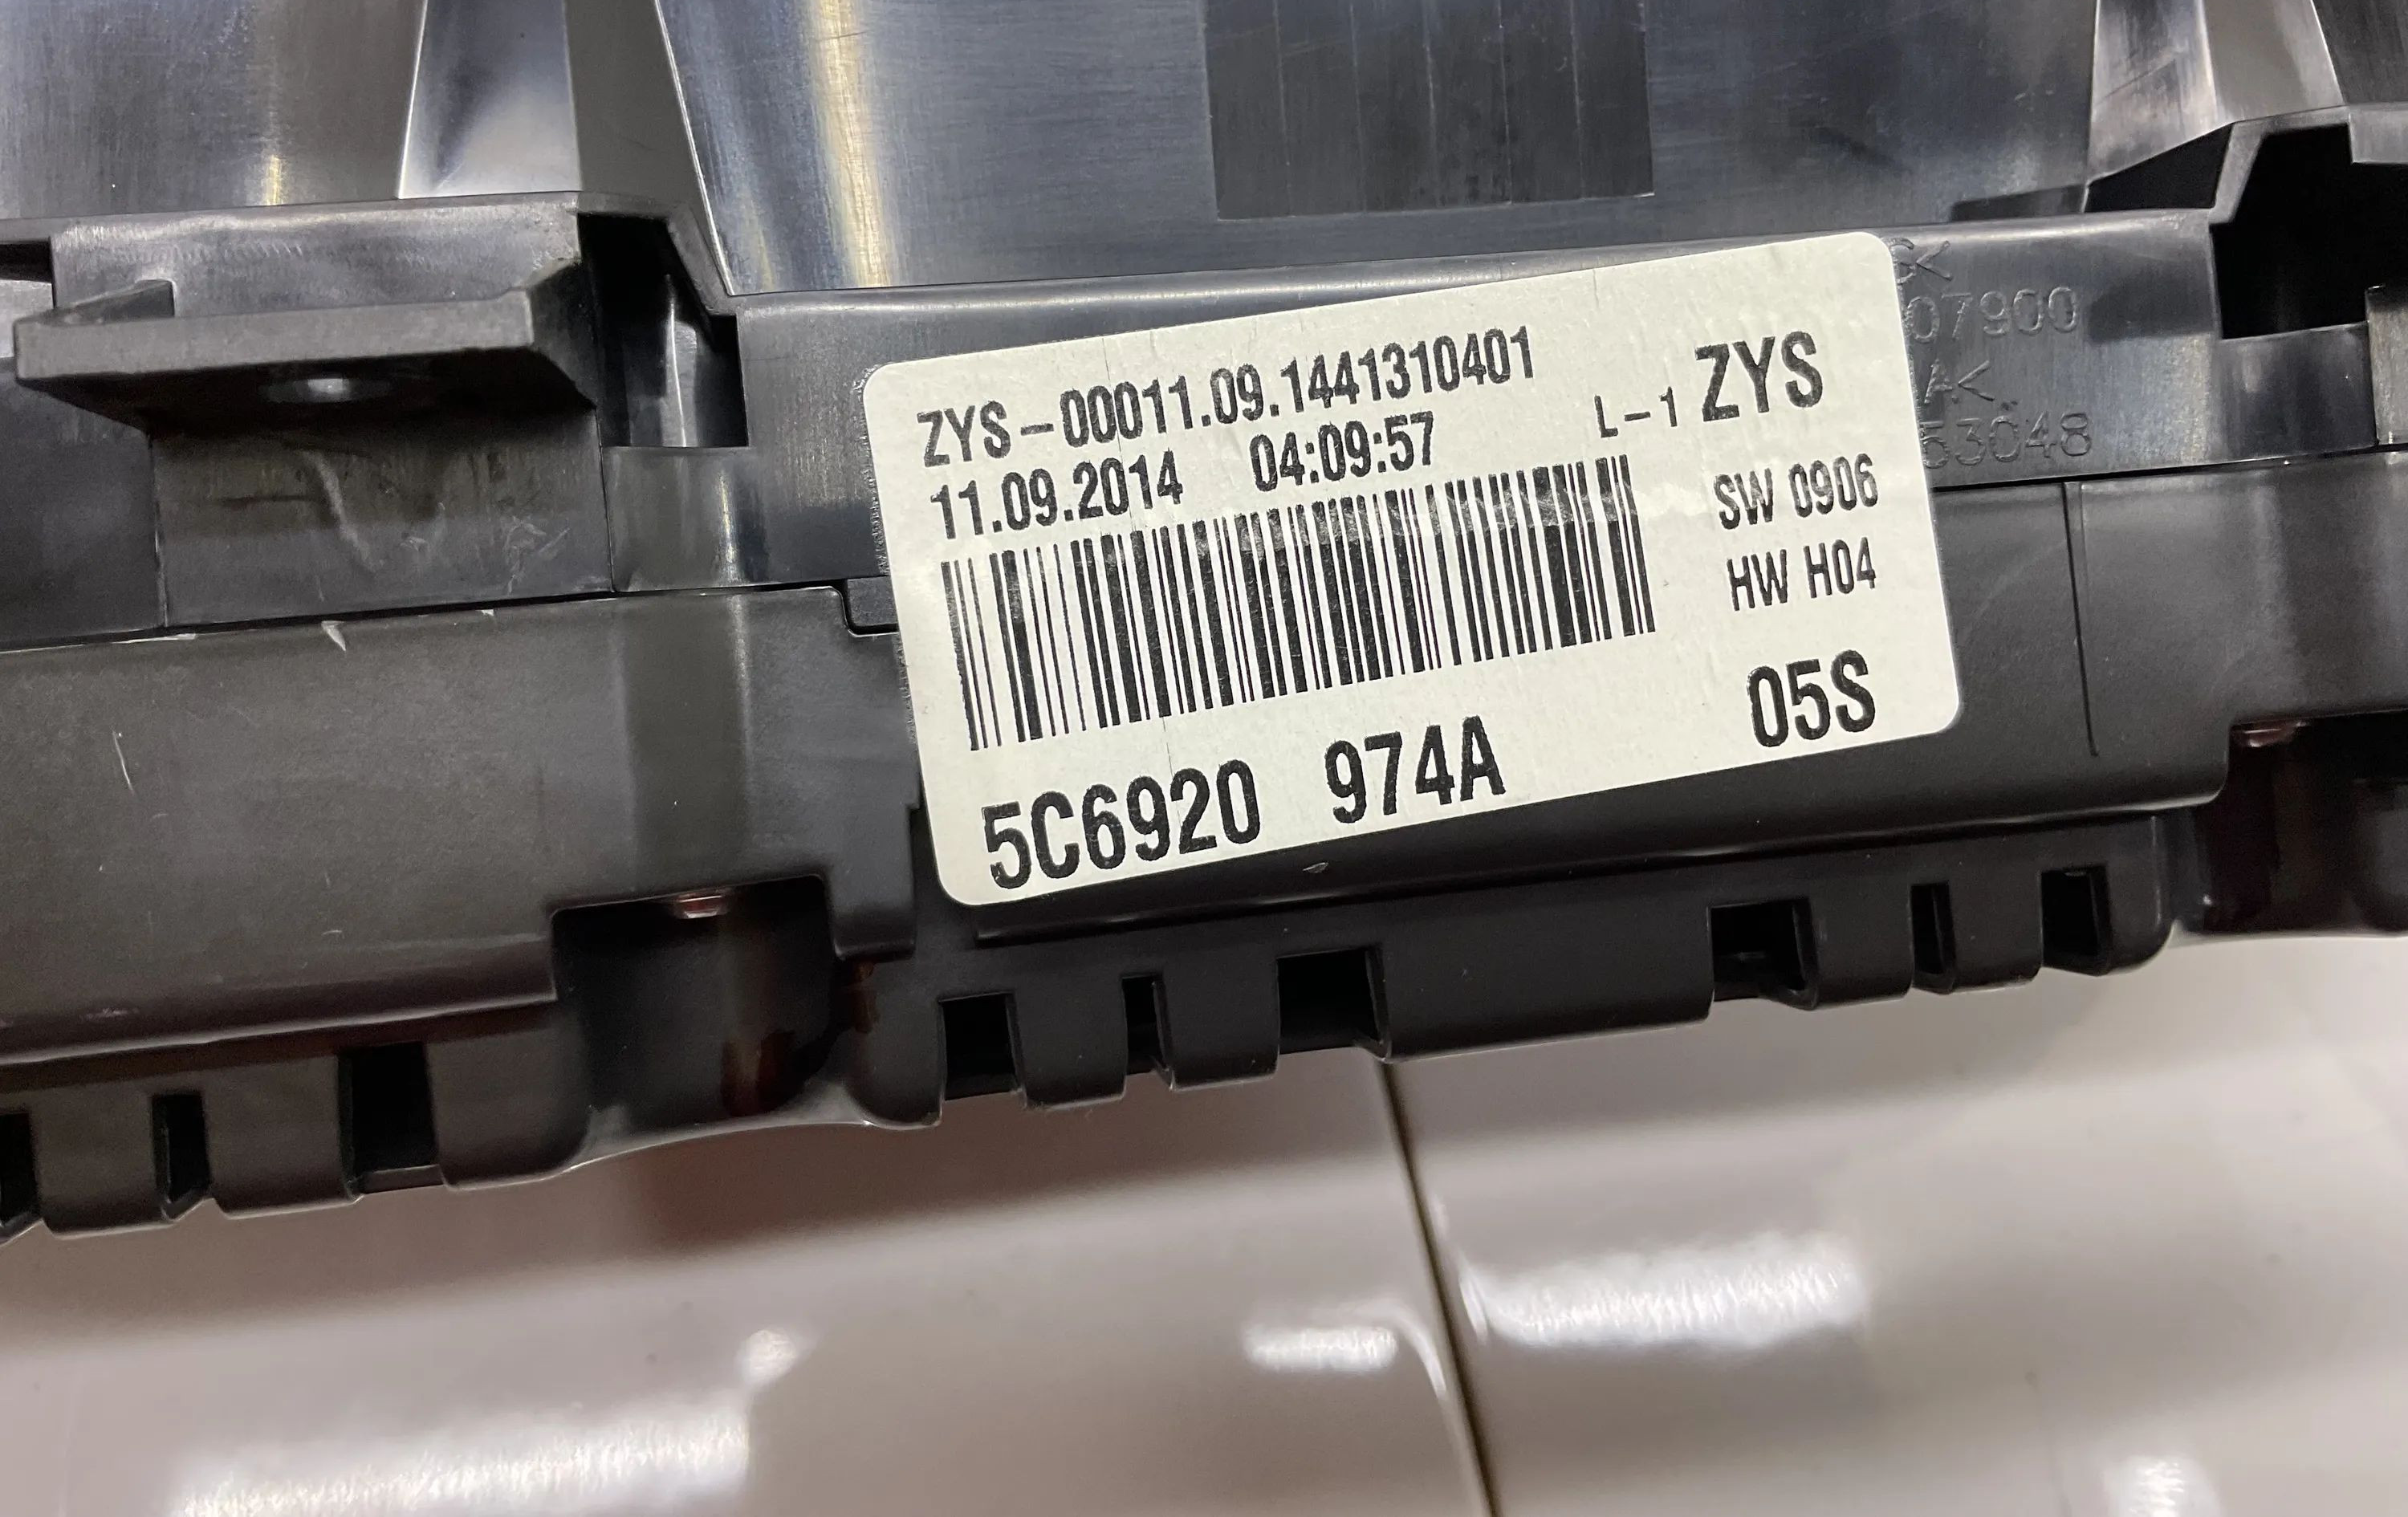 ZYS-00011.09.1441310401
11.09.2014 04:09:57
L-1 ZYS
SW 0906
HW H04
05S
5C6920 974A
07900
53048